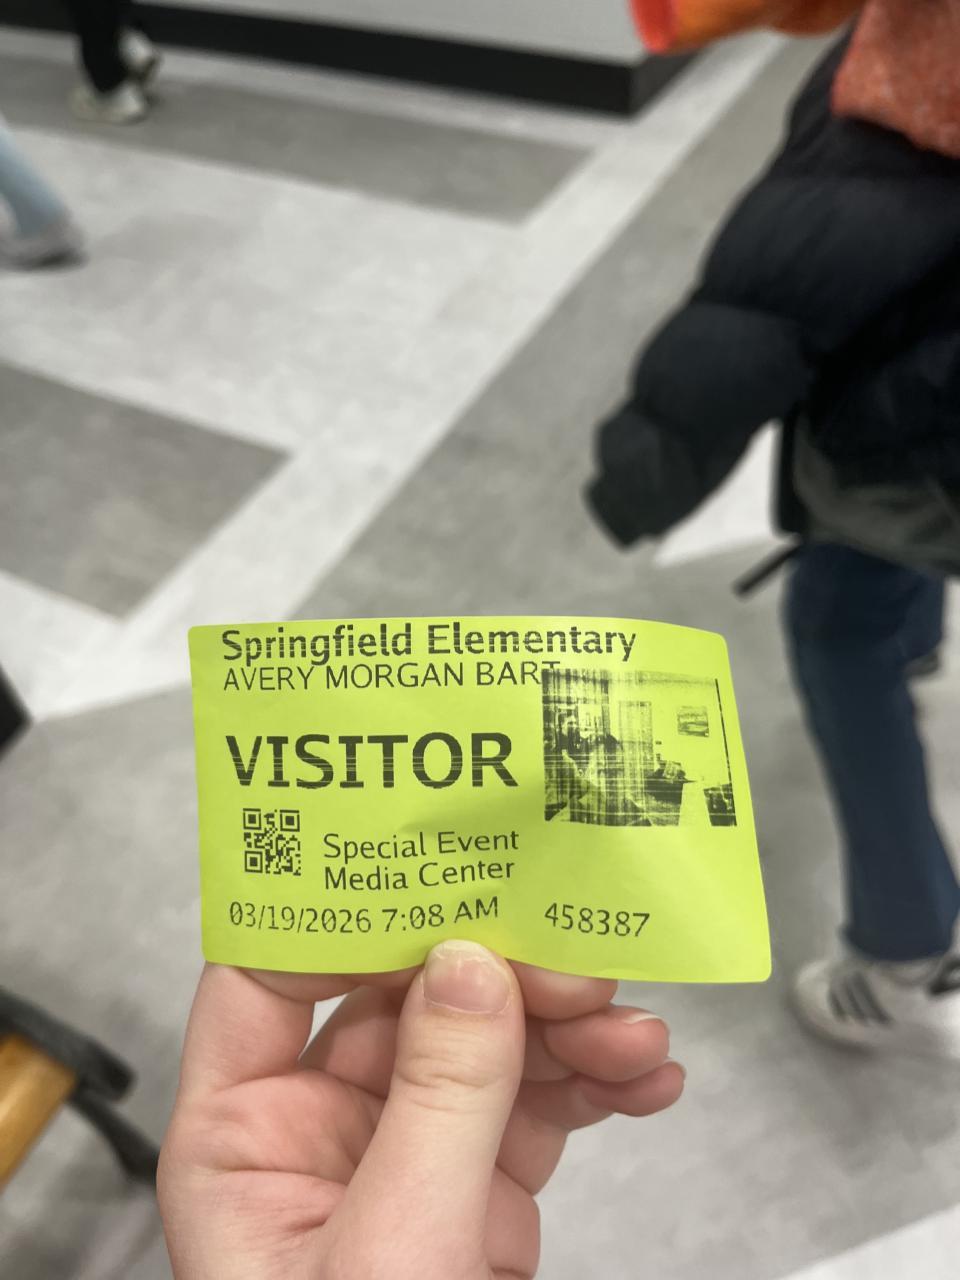 Springfield Elementary
AVERY MORGAN BART
VISITOR
Special Event
Media Center
03/19/2026 7:08 AM
458387